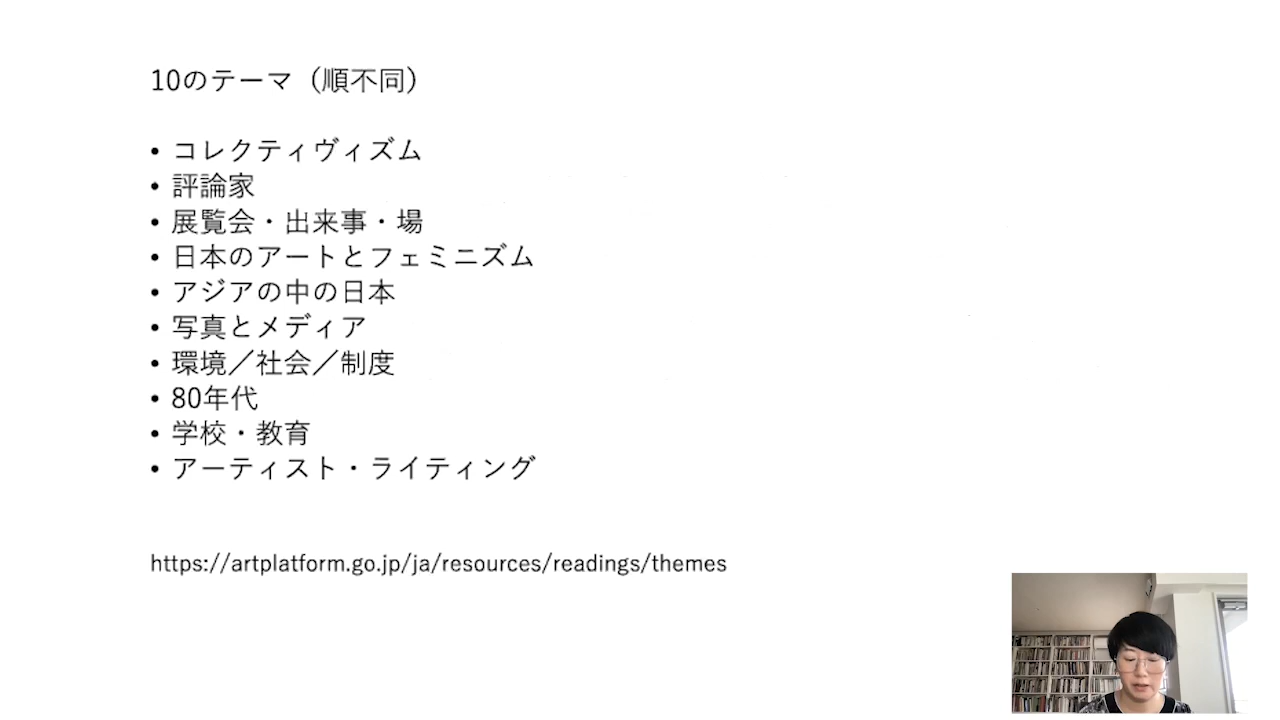 10のテーマ（順不同）
• コレクティヴィズム
• 評論家
• 展覧会・出来事・場
• 日本のアートとフェミニズム
• アジアの中の日本
• 写真とメディア
• 環境／社会／制度
• 80年代
• 学校・教育
• アーティスト・ライティング
https://artplatform.go.jp/ja/resources/readings/themes